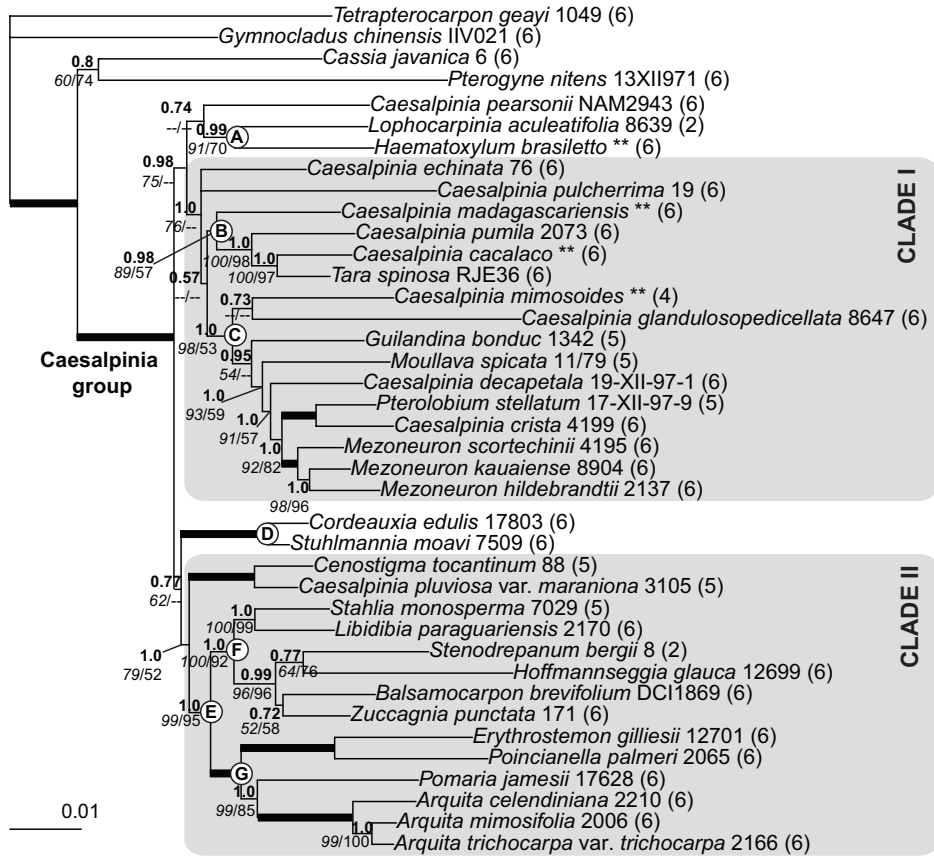 Tetrapterocarpon geayi 1049 (6)
Gymnocladus chinensis IIV021 (6)
Cassia javanica 6 (6)
0.8
60/74
Pterogyne nitens 13XII971 (6)
Caesalpinia pearsonii NAM2943 (6)
0.74
--/--
Lophocarpinia aculeatifolia 8639 (2)
0.99
A
91/70
Haematoxylum brasiletto ** (6)
CLADE I
Caesalpinia echinata 76 (6)
0.98
75/--
Caesalpinia pulcherrima 19 (6)
1.0
76/--
Caesalpinia madagascariensis ** (6)
B
Caesalpinia pumila 2073 (6)
1.0
100/98
Caesalpinia cacalaco ** (6)
1.0
100/97
0.98
89/57
Tara spinosa RJE36 (6)
0.57
--/--
Caesalpinia mimosoides ** (4)
0.73
--/--
Caesalpinia glandulosopedicellata 8647 (6)
1.0
C
98/53
Guilandina bonduc 1342 (5)
0.95
54/--
Caesalpinia
group
Moullava spicata 11/79 (5)
Caesalpinia decapetala 19-XII-97-1 (6)
1.0
93/59
Pterolobium stellatum 17-XII-97-9 (5)
1.0
91/57
Caesalpinia crista 4199 (6)
Mezoneuron scortechinii 4195 (6)
1.0
92/82
Mezoneuron kauaiense 8904 (6)
Mezoneuron hildebrandtii 2137 (6)
1.0
98/96
Cordeauxia edulis 17803 (6)
D
Stuhlmannia moavi 7509 (6)
CLADE II
Cenostigma tocantinum 88 (5)
0.77
62/--
Caesalpinia pluviosa var. maraniona 3105 (5)
Stahlia monosperma 7029 (5)
1.0
100/99
Libidibia paraguariensis 2170 (6)
1.0
F
100/92
1.0
79/52
Stenodrepanum bergii 8 (2)
0.77
64/76
Hoffmannseggia glauca 12699 (6)
0.99
96/96
Balsamocarpon brevifolium DCI1869 (6)
0.72
52/58
Zuccagnia punctata 171 (6)
1.0
E
99/95
Erythrostemon gilliesii 12701 (6)
Poincianella palmeri 2065 (6)
G
Pomaria jamesii 17628 (6)
1.0
99/85
Arquita celendiniana 2210 (6)
0.01
Arquita mimosifolia 2006 (6)
1.0
99/100
Arquita trichocarpa var. trichocarpa 2166 (6)